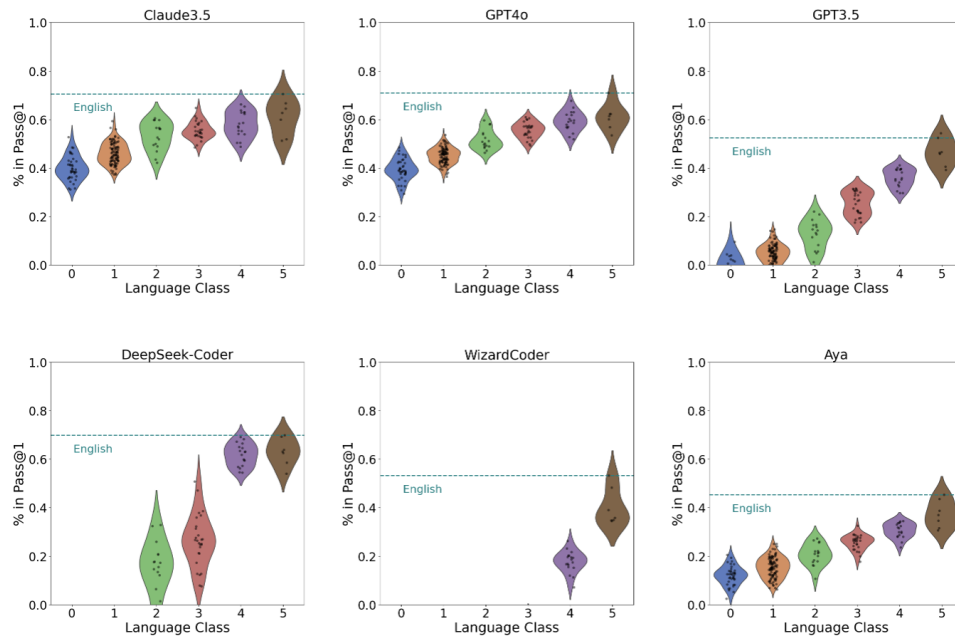 Claude3.5
GPT4o
GPT3.5
1.0
0.8
0.6
0.4
0.2
0.0
% in Pass@1
English
0 1 2 3 4 5
Language Class
1.0
0.8
0.6
0.4
0.2
0.0
% in Pass@1
English
0 1 2 3 4 5
Language Class
1.0
0.8
0.6
0.4
0.2
0.0
% in Pass@1
English
0 1 2 3 4 5
Language Class
DeepSeek-Coder
WizardCoder
Aya
1.0
0.8
0.6
0.4
0.2
0.0
% in Pass@1
English
0 1 2 3 4 5
Language Class
1.0
0.8
0.6
0.4
0.2
0.0
% in Pass@1
English
0 1 2 3 4 5
Language Class
1.0
0.8
0.6
0.4
0.2
0.0
% in Pass@1
English
0 1 2 3 4 5
Language Class